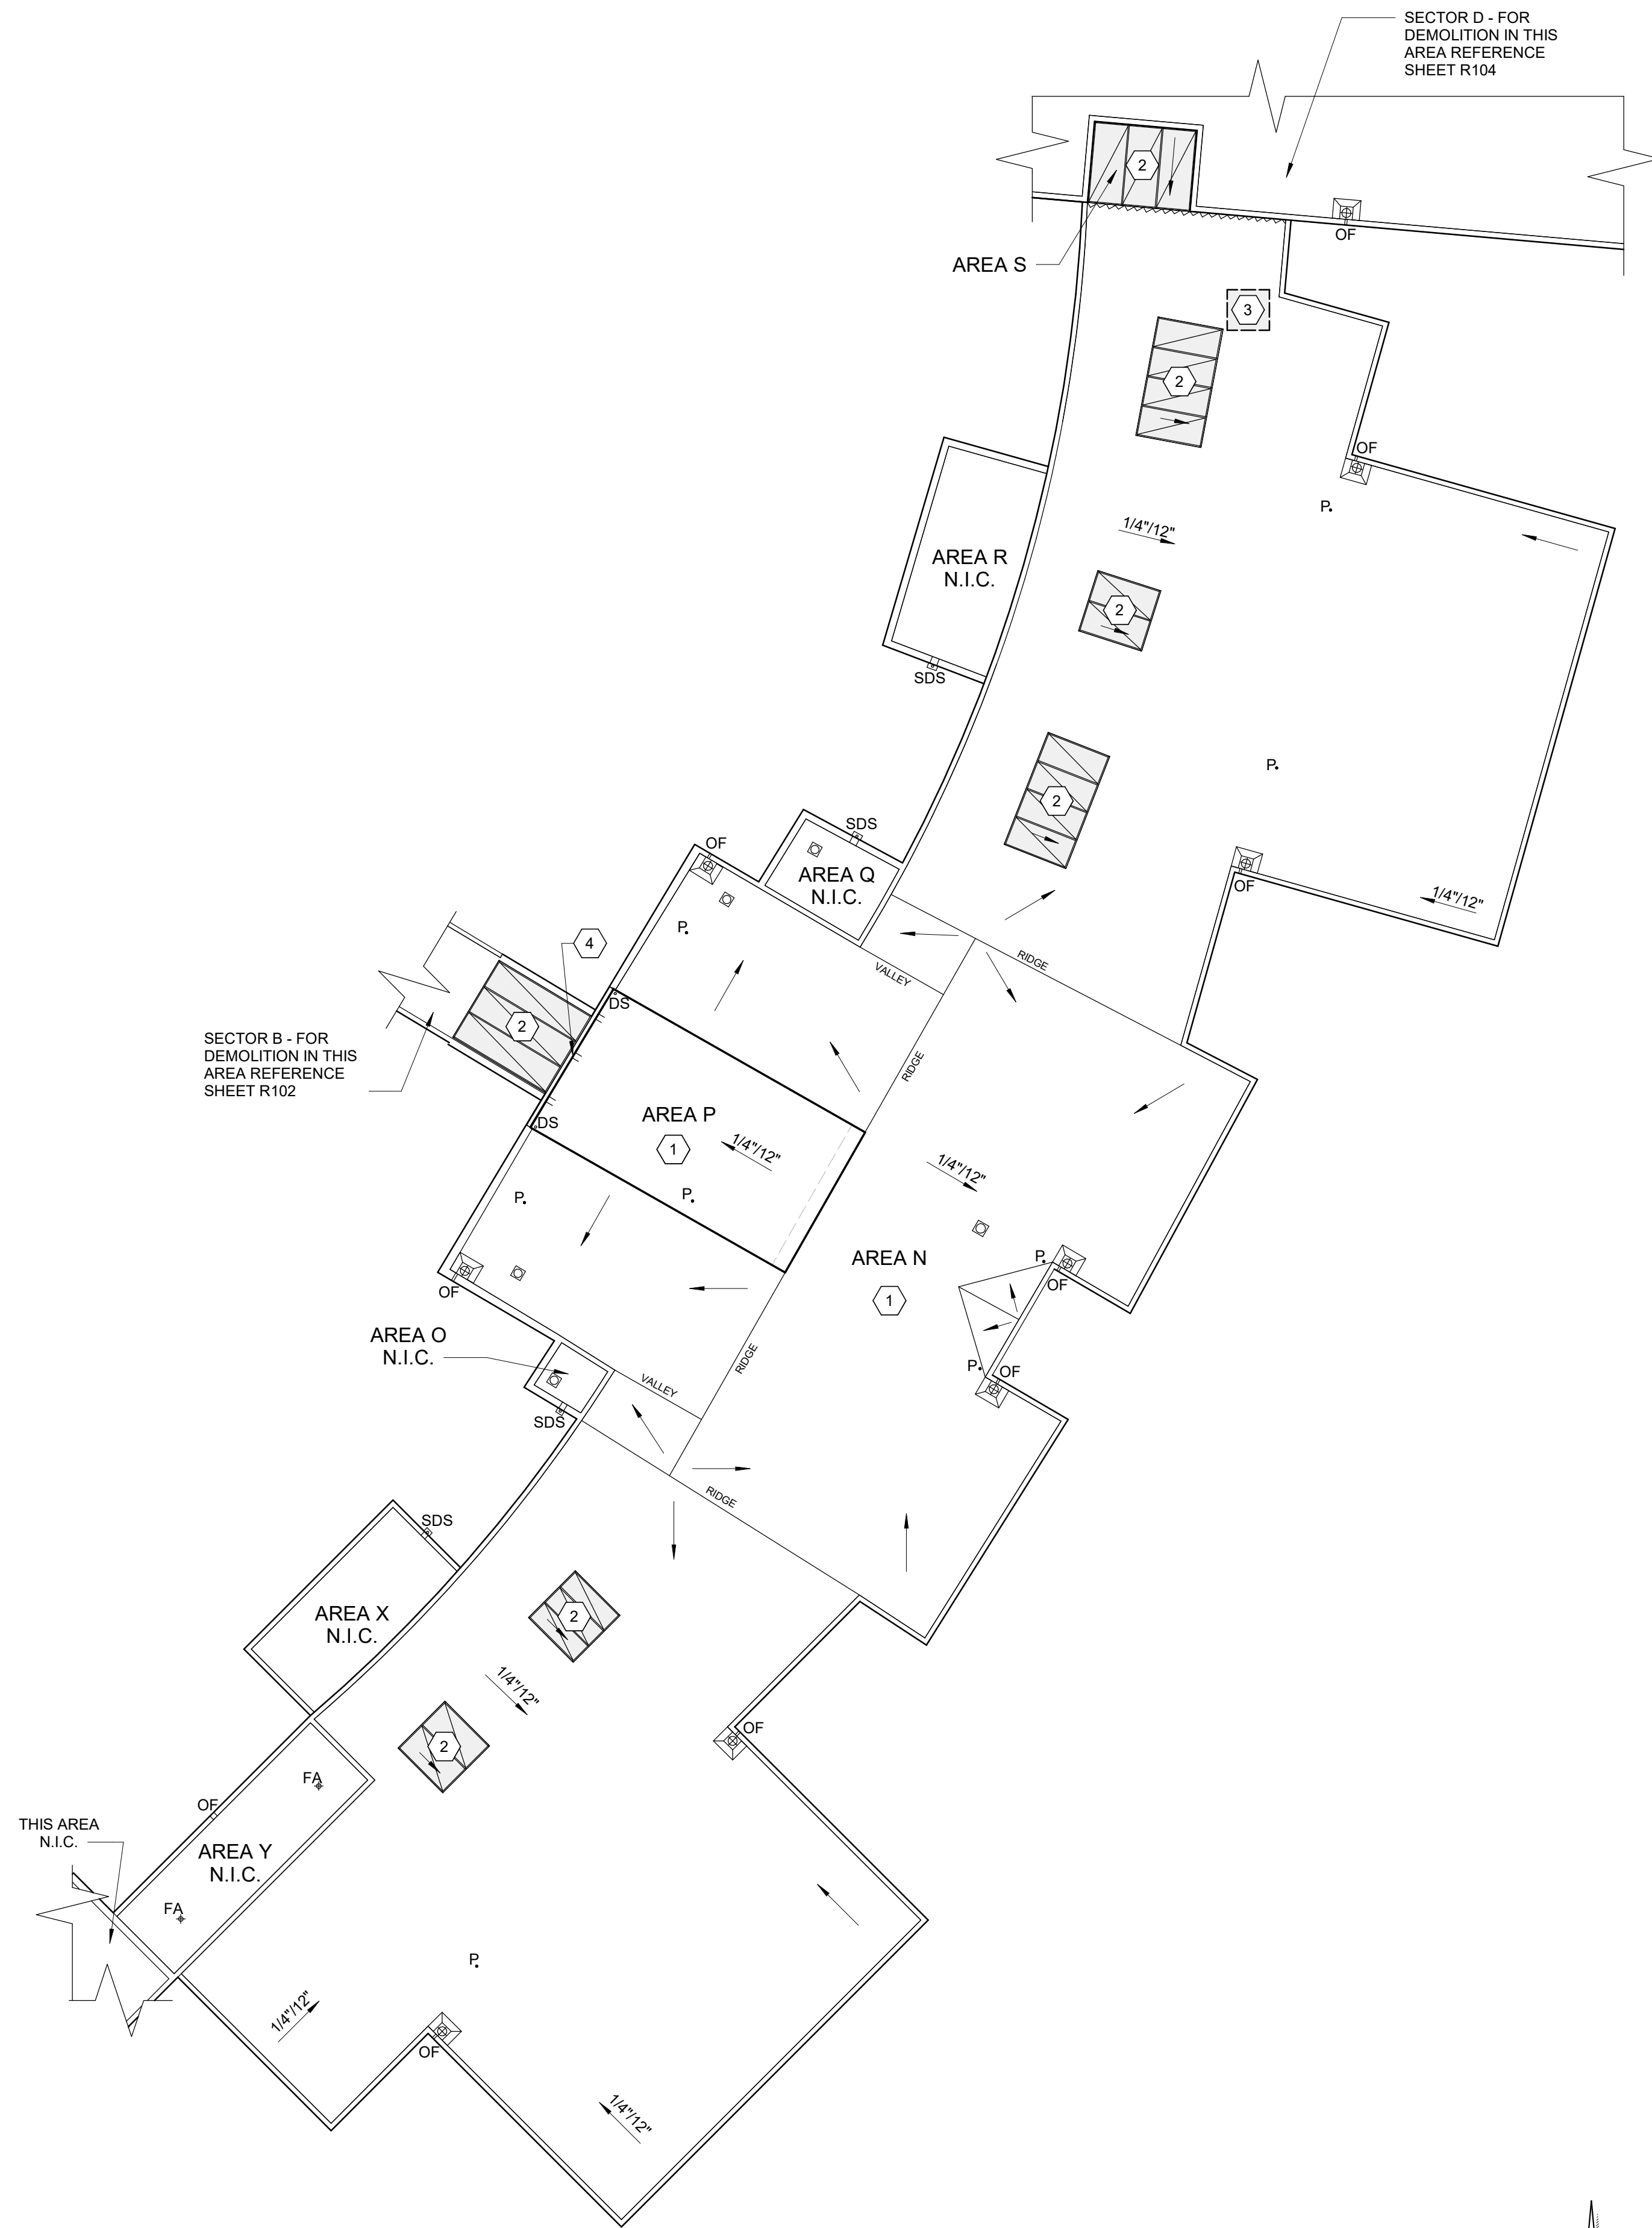 SECTOR D - FOR
DEMOLITION IN THIS
AREA REFERENCE
SHEET R104
2
OF
AREA S
3
2
OF
P.
1/4"/12"
AREA R
N.I.C.
2
SDS
P.
2
SDS
OF
OF
AREA Q
N.I.C.
1/4"/12"
P.
4
RIDGE
VALLEY
DS
2
SECTOR B - FOR
DEMOLITION IN THIS
AREA REFERENCE
SHEET R102
RIDGE
AREA P
DS
1
1/4"/12"
1/4"/12"
P.
P.
AREA N
P.
OF
OF
1
AREA O
N.I.C.
RIDGE
P.
OF
VALLEY
SDS
RIDGE
SDS
AREA X
N.I.C.
2
1/4"/12"
OF
2
FA
OF
THIS AREA
N.I.C.
AREA Y
N.I.C.
FA
P.
1/4"/12"
OF
1/4"/12"